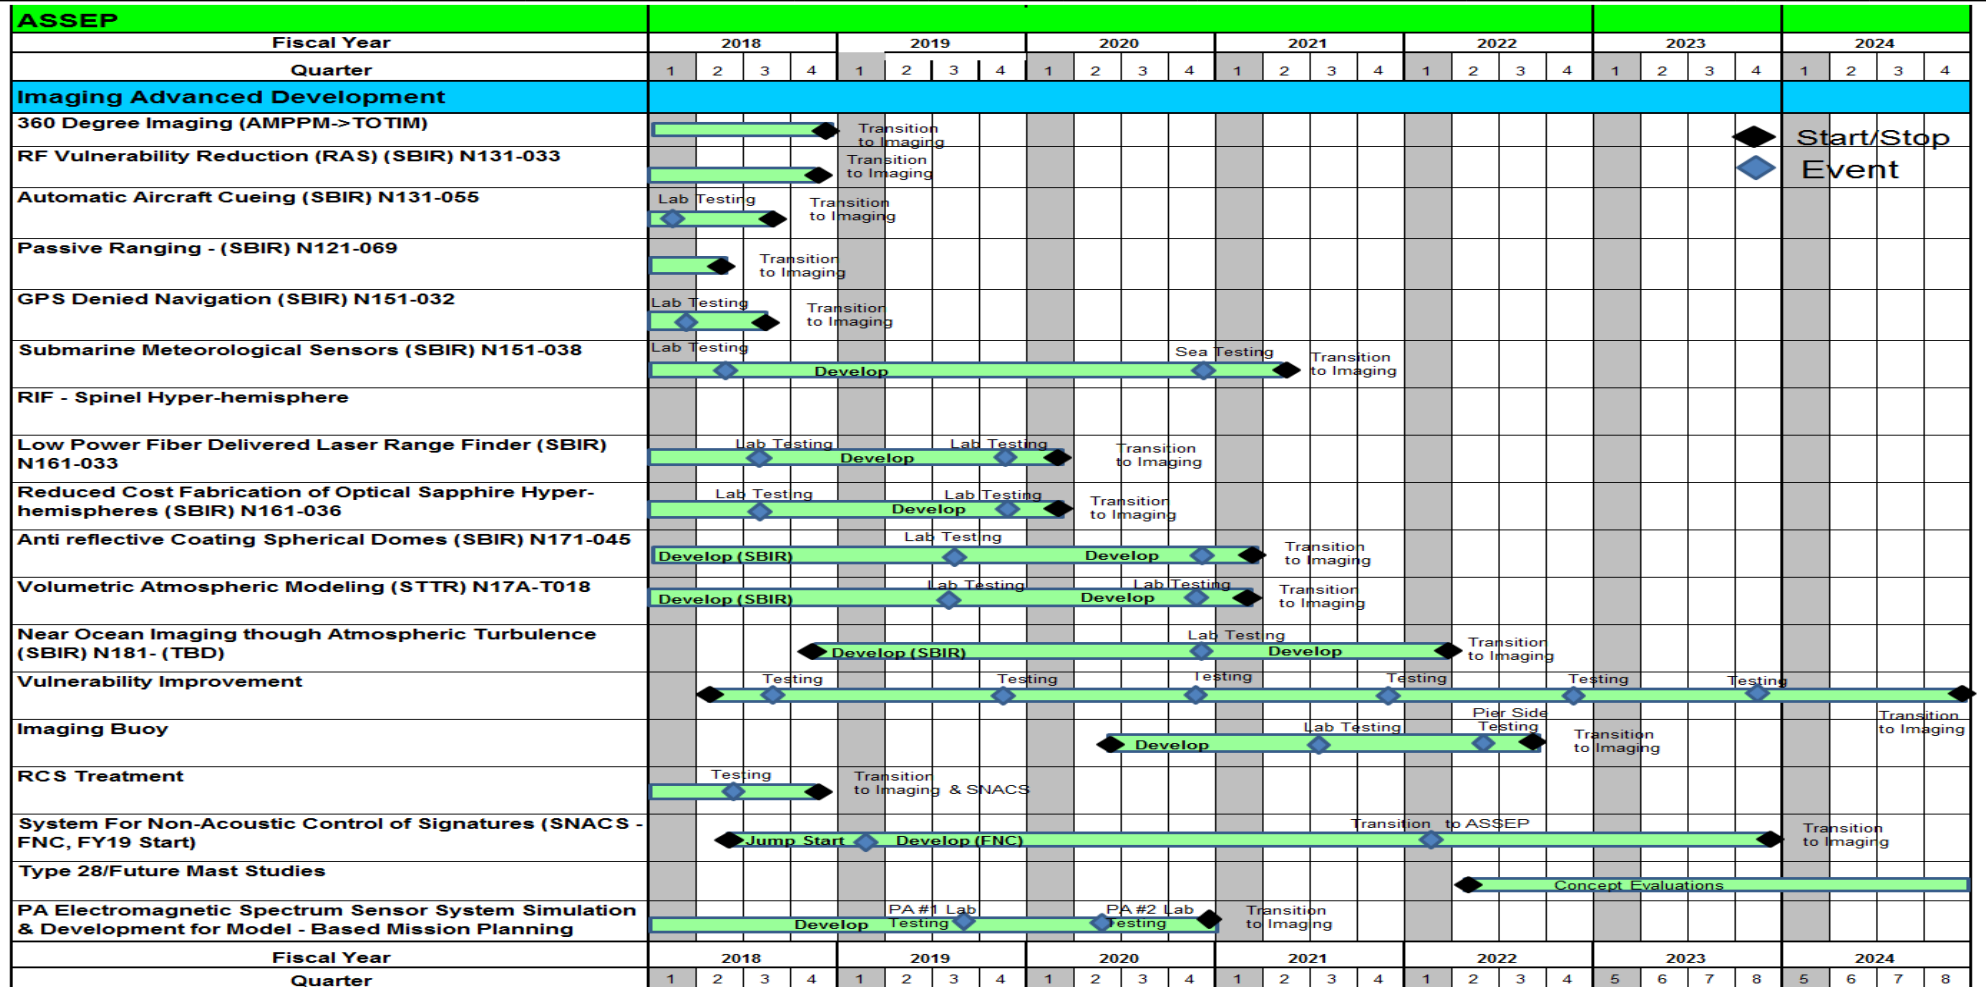 ASSEP
Fiscal Year 2018 2019 2020 2021 2022 2023 2024
Quarter 1 2 3 4 1 2 3 4 1 2 3 4 1 2 3 4 1 2 3 4 1 2 3 4 1 2 3 4
Imaging Advanced Development
360 Degree Imaging (AMPPM->TOTIM)
Transition
to Imaging
Start/Stop
Event
RF Vulnerability Reduction (RAS) (SBIR) N131-033
Transition
to Imaging
Automatic Aircraft Cueing (SBIR) N131-055
Lab Testing
Transition
to Imaging
Passive Ranging - (SBIR) N121-069
Transition
to Imaging
GPS Denied Navigation (SBIR) N151-032
Lab Testing
Transition
to Imaging
Submarine Meteorological Sensors (SBIR) N151-038
Lab Testing
Develop
Sea Testing
Transition
to Imaging
RIF - Spinel Hyper-hemisphere
Low Power Fiber Delivered Laser Range Finder (SBIR)
N161-033
Lab Testing
Develop
Lab Testing
Transition
to Imaging
Reduced Cost Fabrication of Optical Sapphire Hyper-
hemispheres (SBIR) N161-036
Lab Testing
Develop
Lab Testing
Transition
to Imaging
Anti reflective Coating Spherical Domes (SBIR) N171-045
Develop (SBIR)
Lab Testing
Develop
Transition
to Imaging
Volumetric Atmospheric Modeling (STTR) N17A-T018
Develop (SBIR)
Lab Testing
Develop
Lab Testing
Transition
to Imaging
Near Ocean Imaging though Atmospheric Turbulence
(SBIR) N181- (TBD)
Develop (SBIR)
Lab Testing
Develop
Transition
to Imaging
Vulnerability Improvement
Testing
Testing
Testing
Testing
Testing
Testing
Transition
to Imaging
Imaging Buoy
Develop
Lab Testing
Pier Side
Testing
Transition
to Imaging
RCS Treatment
Testing
Transition
to Imaging & SNACS
System For Non-Acoustic Control of Signatures (SNACS -
FNC, FY19 Start)
Jump Start
Develop (FNC)
Transition to ASSEP
Transition
to Imaging
Type 28/Future Mast Studies
Concept Evaluations
PA Electromagnetic Spectrum Sensor System Simulation
& Development for Model - Based Mission Planning
Develop
PA #1 Lab
Testing
PA #2 Lab
Testing
Transition
to Imaging
Fiscal Year 2018 2019 2020 2021 2022 2023 2024
Quarter 1 2 3 4 1 2 3 4 1 2 3 4 1 2 3 4 1 2 3 4 5 6 7 8 5 6 7 8